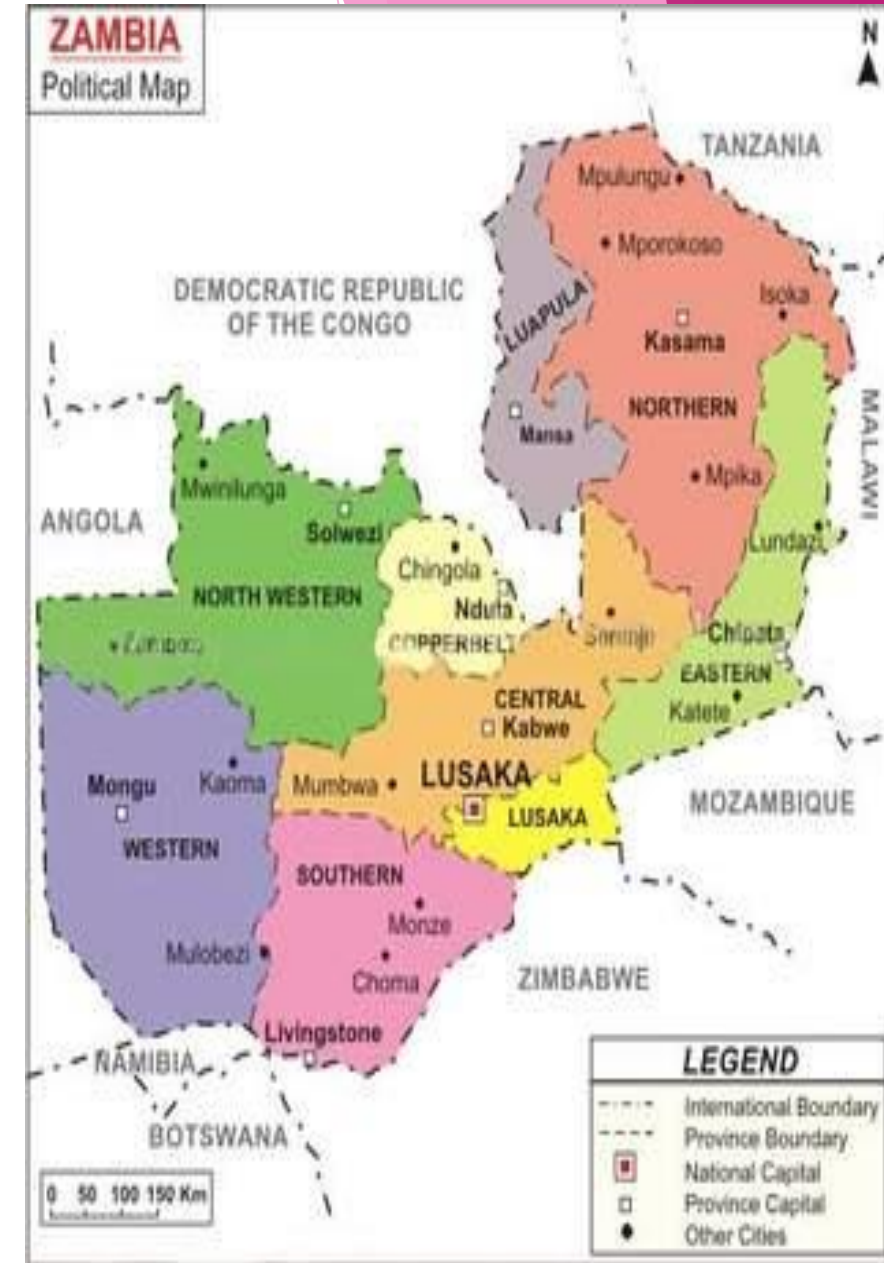 ZAMBIA
Political Map
N
TANZANIA
Mpulungu
Mporokoso
DEMOCRATIC REPUBLIC
OF THE CONGO
LUAPULA
Isoka
Kasama
NORTHERN
Mansa
MALAWI
Mpika
Mwinilunga
ANGOLA
Solwezi
Lundazi
Chingola
NORTH WESTERN
COPPERBELT
Chipata
EASTERN
CENTRAL
Kabwe
Katete
Mongu
Kaoma
Mumbwa
LUSAKA
LUSAKA
MOZAMBIQUE
WESTERN
SOUTHERN
Monze
Mulobezi
Choma
ZIMBABWE
Livingstone
NAMIBIA
BOTSWANA
0 50 100 150 Km
LEGEND
International Boundary
Province Boundary
National Capital
Province Capital
Other Cities